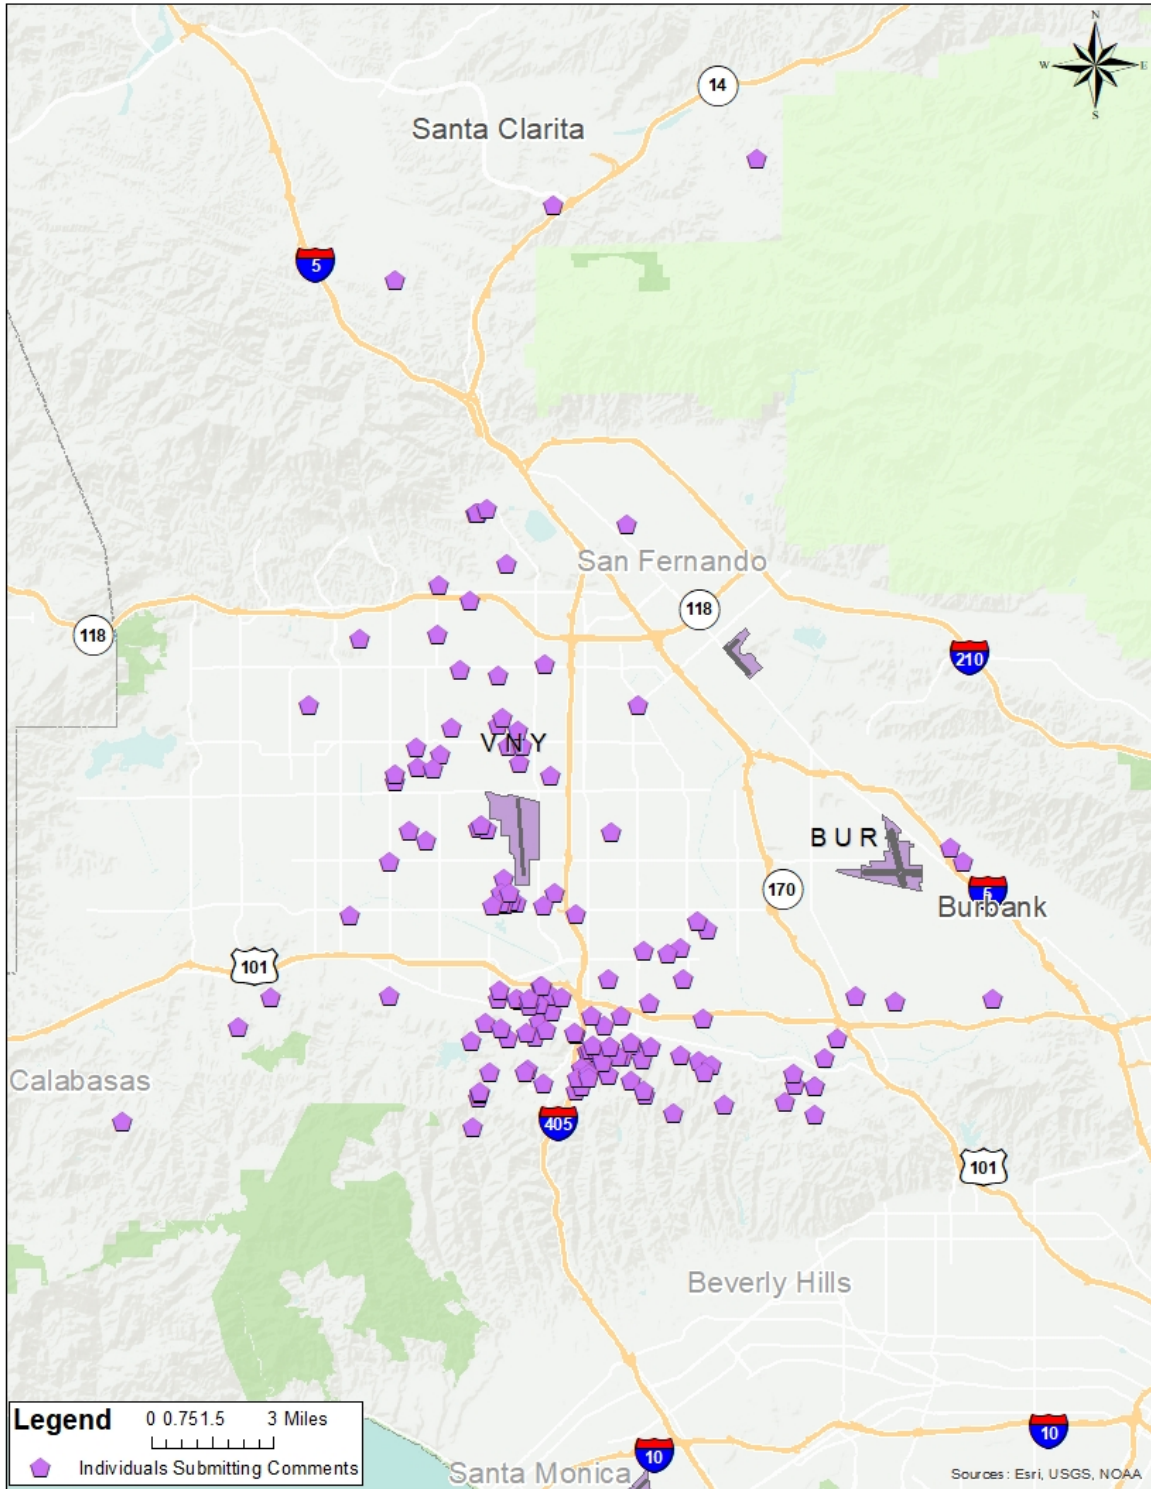 N
W E
S
14
Santa Clarita
5
San Fernando
118
118
210
VNY
BUR
170
5
Burbank
101
Calabasas
405
101
Beverly Hills
Legend
0 0.75 1.5 3 Miles
Individuals Submitting Comments
10
10
Santa Monica
Sources: Esri, USGS, NOAA